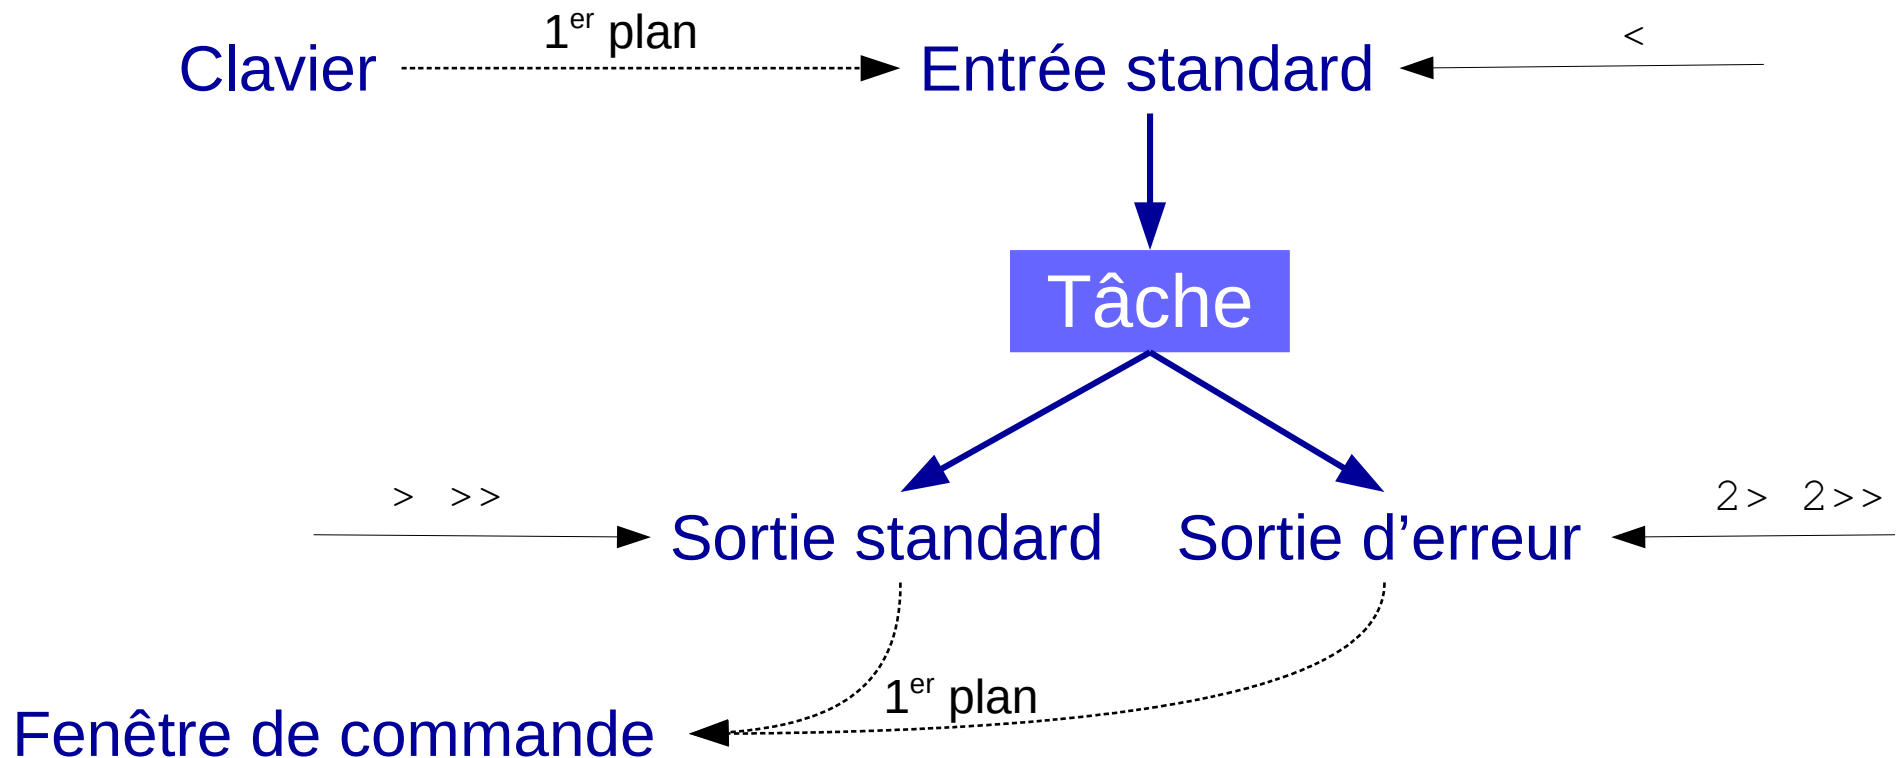 1er plan
<
Clavier
Entrée standard
Tâche
> >>
2> 2>>
Sortie standard
Sortie d’erreur
1er plan
Fenêtre de commande